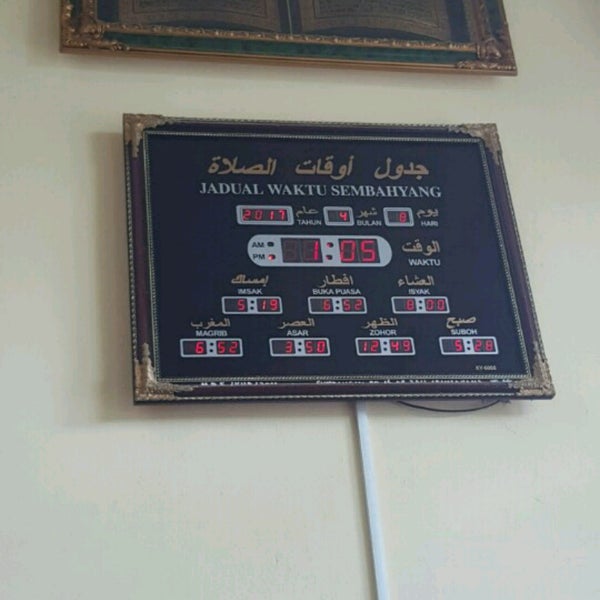 جدول أوقات الصلاة
JADUAL WAKTU SEMBAHYANG
2017 عام TAHUN 4 شهر BULAN 8 يوم HARI
AM PM 1:05 الوقت WAKTU
إمساك افطار العشاء
IMSAK BUKA PUASA ISYAK
5:19 6:52 8:00
المغرب العصر الظهر صبح
MAGRIB ASAR ZOHOR SUBOH
6:52 3:50 12:49 5:28